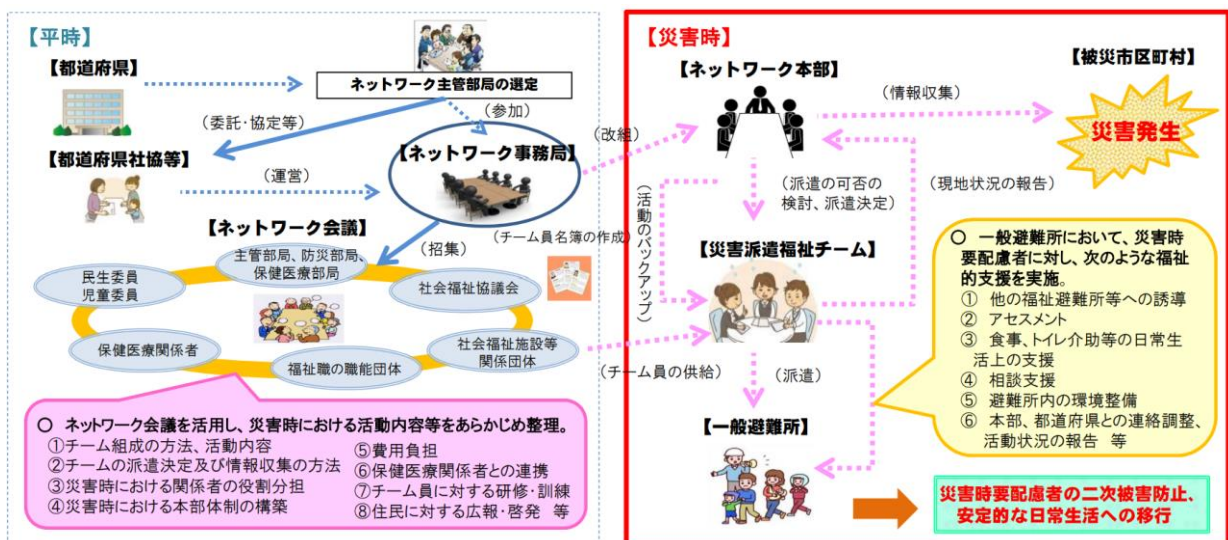 【平時】
【都道府県】
ネットワーク主管部局の選定
（委託・協定等）
（参加）
【都道府県社協等】
【ネットワーク事務局】
（運営）
【ネットワーク会議】
（招集）
（チーム員名簿の作成）
主管部局、防災部局、
保健医療部局
民生委員
児童委員
社会福祉協議会
保健医療関係者
福祉職の職能団体
社会福祉施設等
関係団体
○ ネットワーク会議を活用し、災害時における活動内容等をあらかじめ整理。
①チーム組成の方法、活動内容
②チームの派遣決定及び情報収集の方法
③災害時における関係者の役割分担
④災害時における本部体制の構築
⑤費用負担
⑥保健医療関係者との連携
⑦チーム員に対する研修・訓練
⑧住民に対する広報・啓発 等
（改組）
（チーム員の供給）
【災害時】
【ネットワーク本部】
（情報収集）
【被災市区町村】
災害発生
（活動のバックアップ）
（派遣の可否の
検討、派遣決定）
（現地状況の報告）
【災害派遣福祉チーム】
（派遣）
【一般避難所】
○ 一般避難所において、災害時
要配慮者に対し、次のような福祉
的支援を実施。
① 他の福祉避難所等への誘導
② アセスメント
③ 食事、トイレ介助等の日常生
活上の支援
④ 相談支援
⑤ 避難所内の環境整備
⑥ 本部、都道府県との連絡調整、
活動状況の報告 等
災害時要配慮者の二次被害防止、
安定的な日常生活への移行